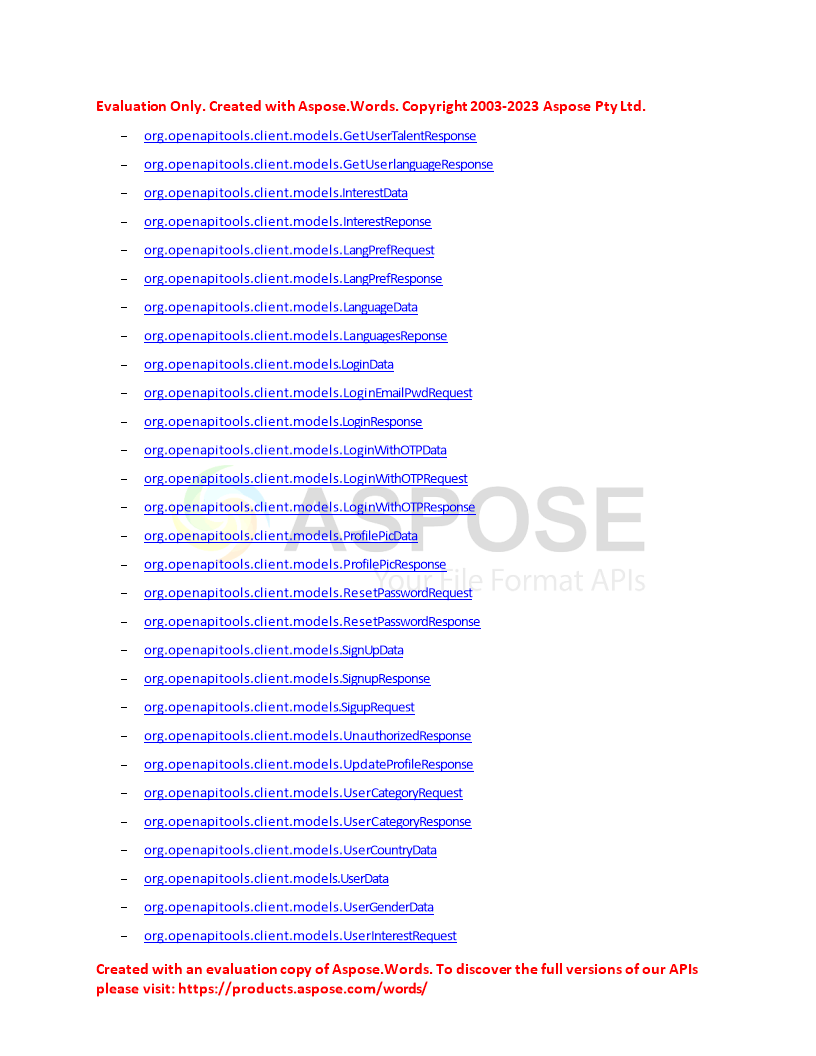 Evaluation Only. Created with Aspose.Words. Copyright 2003-2023 Aspose Pty Ltd.
– org.openapitools.client.models.GetUserTalentResponse
– org.openapitools.client.models.GetUserlanguageResponse
– org.openapitools.client.models.InterestData
– org.openapitools.client.models.InterestReponse
– org.openapitools.client.models.LangPrefRequest
– org.openapitools.client.models.LangPrefResponse
– org.openapitools.client.models.LanguageData
– org.openapitools.client.models.LanguagesReponse
– org.openapitools.client.models.LoginData
– org.openapitools.client.models.LoginEmailPwdRequest
– org.openapitools.client.models.LoginResponse
– org.openapitools.client.models.LoginWithOTPData
– org.openapitools.client.models.LoginWithOTPRequest
– org.openapitools.client.models.LoginWithOTPResponse
ASPOSE
– org.openapitools.client.models.ProfilePicData
– org.openapitools.client.models.ProfilePicResponse
Your File Format APIs
– org.openapitools.client.models.ResetPasswordRequest
– org.openapitools.client.models.ResetPasswordResponse
– org.openapitools.client.models.SignUpData
– org.openapitools.client.models.SignupResponse
– org.openapitools.client.models.SigupRequest
– org.openapitools.client.models.UnauthorizedResponse
– org.openapitools.client.models.UpdateProfileResponse
– org.openapitools.client.models.UserCategoryRequest
– org.openapitools.client.models.UserCategoryResponse
– org.openapitools.client.models.UserCountryData
– org.openapitools.client.models.UserData
– org.openapitools.client.models.UserGenderData
– org.openapitools.client.models.UserInterestRequest
Created with an evaluation copy of Aspose.Words. To discover the full versions of our APIs
please visit: https://products.aspose.com/words/